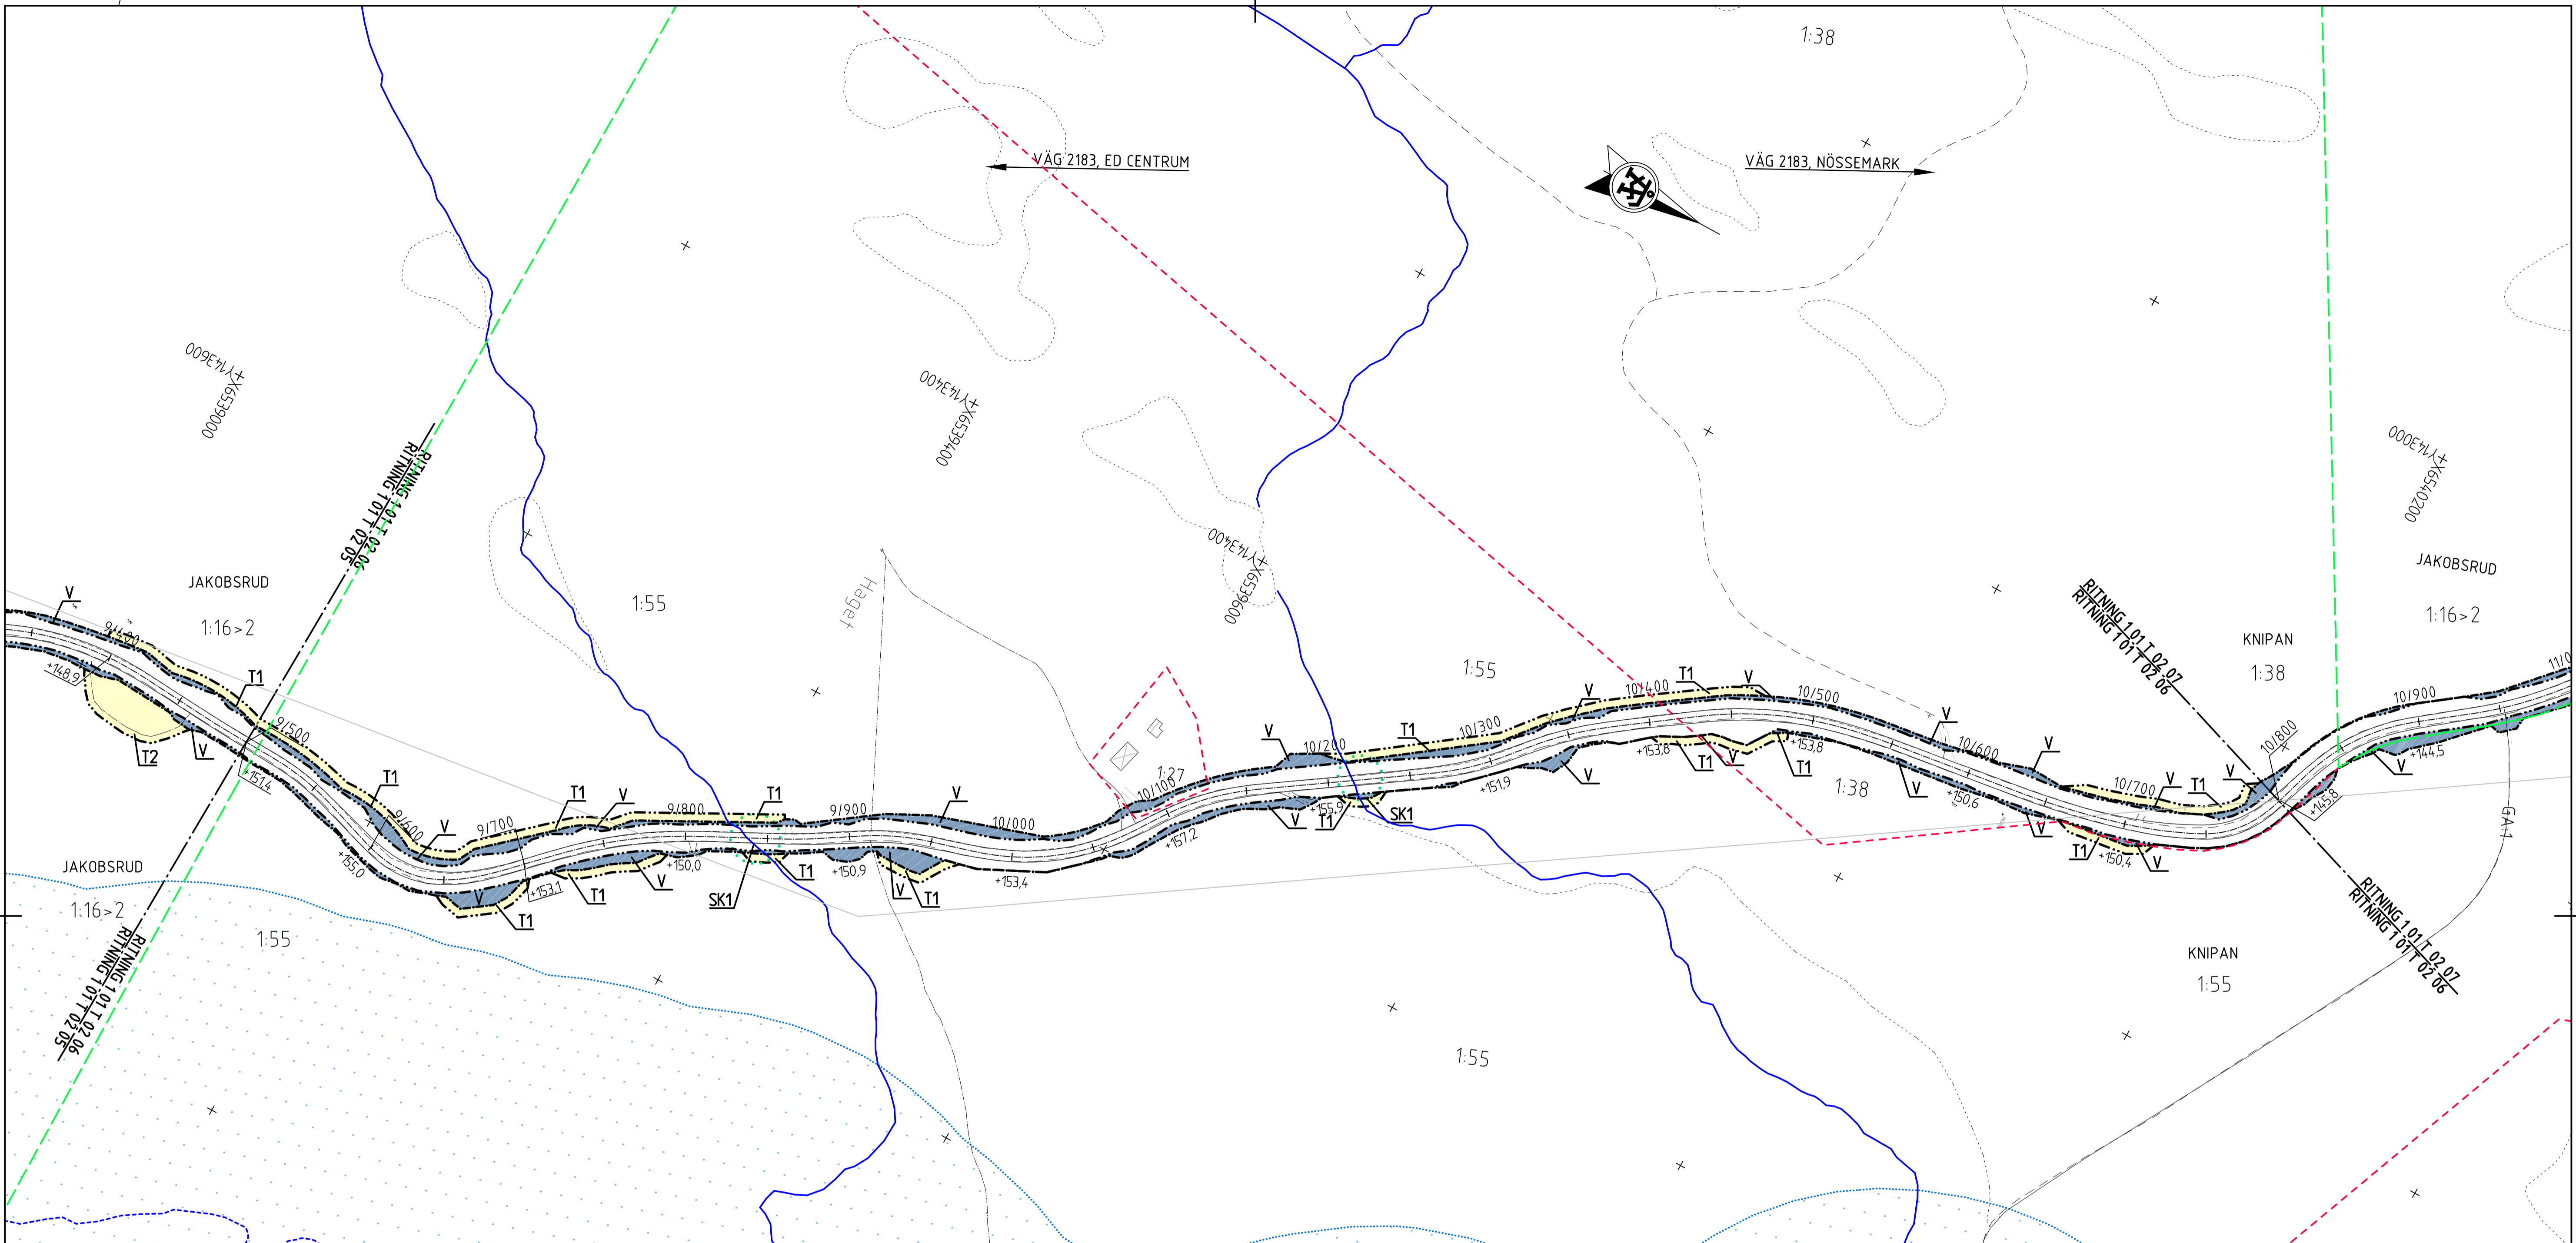 1:38
VÄG 2183, ED CENTRUM
VÄG 2183, NÖSSEMARK
+Y143600
+X6539000
+Y143400
+X6539400
+Y143400
+X6539600
+Y143000
+X6540200
RITNING 1 01 T 02 06
RITNING 1 01 T 02 05
JAKOBSRUD
1:16>2
1:55
Haget
1:55
RITNING 1 01 T 02 07
RITNING 1 01 T 02 06
KNIPAN
1:38
JAKOBSRUD
1:16>2
V
9/400
+148,9
T2
V
T1
9/500
+151,4
T1
9/600
V
+155,0
9/700
V
T1
T1
+153,1
V
T1
9/800
V
+150,0
T1
SK1
T1
9/900
+150,9
V
V
T1
10/000
+153,4
1:27
10/100
+157,2
V
10/200
V
+155,9
T1
T1
SK1
10/300
+151,9
V
V
10/400
T1
V
+153,8
T1
V
T1
+153,8
10/500
1:38
V
V
10/600
+150,6
V
V
10/700
V
T1
V
T1
+150,4
V
10/800
+145,8
10/900
V
+144,5
11/0
GA:1
JAKOBSRUD
1:16>2
1:55
RITNING 1 01 T 02 06
RITNING 1 01 T 02 05
1:55
KNIPAN
1:55
RITNING 1 01 T 02 07
RITNING 1 01 T 02 06